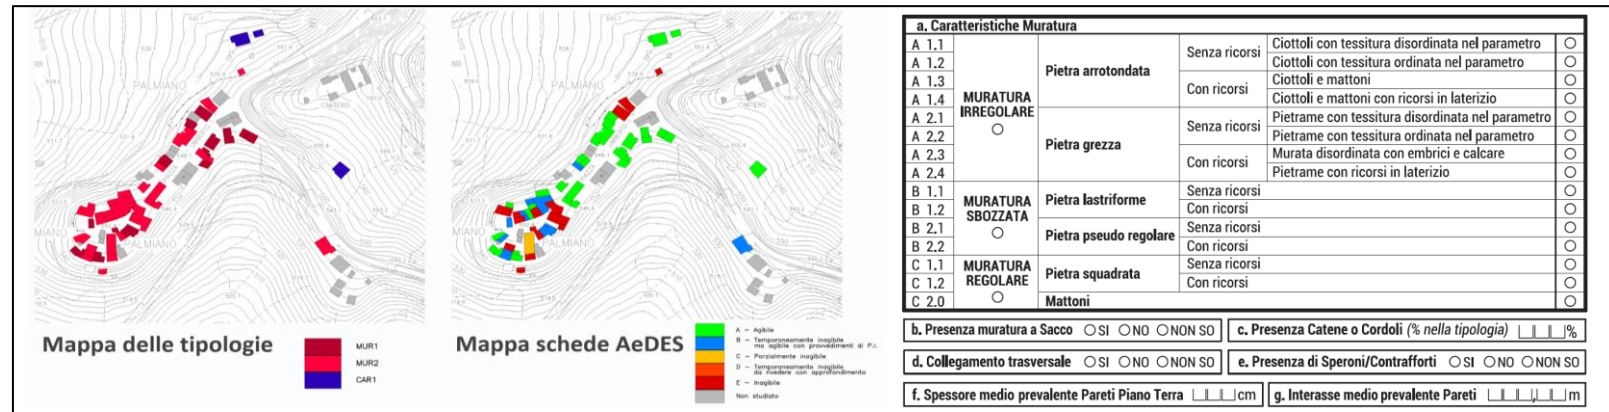 PALMIANO
CIMITERO
MIANO
PALMIANO
Mappa delle tipologie
MUR1
MUR2
CAR1
PALMIANO
CIMITERO
MIANO
PALMIANO
Mappa schede AeDES
A – Agibile
B – Temporaneamente inagibile
ma agibile con provvedimenti di P.I.
C – Parzialmente inagibile
D – Temporaneamente inagibile
da rivedere con approfondimento
E – Inagibile
Non studiato
a. Caratteristiche Muratura
A 1.1 MURATURA IRREGOLARE Pietra arrotondata Senza ricorsi Ciottoli con tessitura disordinata nel parametro
A 1.2 Ciottoli con tessitura ordinata nel parametro
A 1.3 Con ricorsi Ciottoli e mattoni
A 1.4 Ciottoli e mattoni con ricorsi in laterizio
A 2.1 Pietra grezza Senza ricorsi Pietrame con tessitura disordinata nel parametro
A 2.2 Pietrame con tessitura ordinata nel parametro
A 2.3 Con ricorsi Murata disordinata con embrici e calcare
A 2.4 Pietrame con ricorsi in laterizio
B 1.1 MURATURA SBOZZATA Pietra lastriforme Senza ricorsi
B 1.2 Con ricorsi
B 2.1 Pietra pseudo regolare Senza ricorsi
B 2.2 Con ricorsi
C 1.1 MURATURA REGOLARE Pietra squadrata Senza ricorsi
C 1.2 Con ricorsi
C 2.0 Mattoni
b. Presenza muratura a Sacco SI NO NON SO
c. Presenza Catene o Cordoli (% nella tipologia) %
d. Collegamento trasversale SI NO NON SO
e. Presenza di Speroni/Contrafforti SI NO NON SO
f. Spessore medio prevalente Pareti Piano Terra cm
g. Interasse medio prevalente Pareti , m